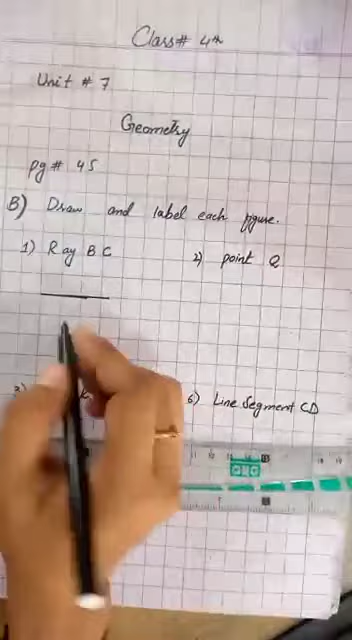 Class# 4th
Unit # 7
Geometry
pg# 45
B) Draw and label each figure.
1) Ray BC
2) point Q
3)
6) Line Segment CD